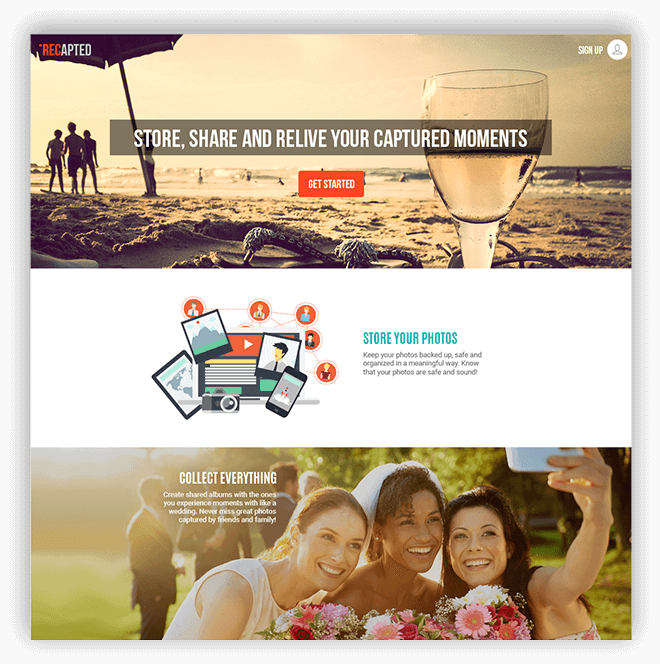 *RECAPTED
SIGN UP
STORE, SHARE AND RELIVE YOUR CAPTURED MOMENTS
GET STARTED
STORE YOUR PHOTOS
Keep your photos backed up, safe and
organized in a meaningful way. Know
that your photos are safe and sound!
COLLECT EVERYTHING
Create shared albums with the ones
you experience moments with like a
wedding. Never miss great photos
captured by friends and family!